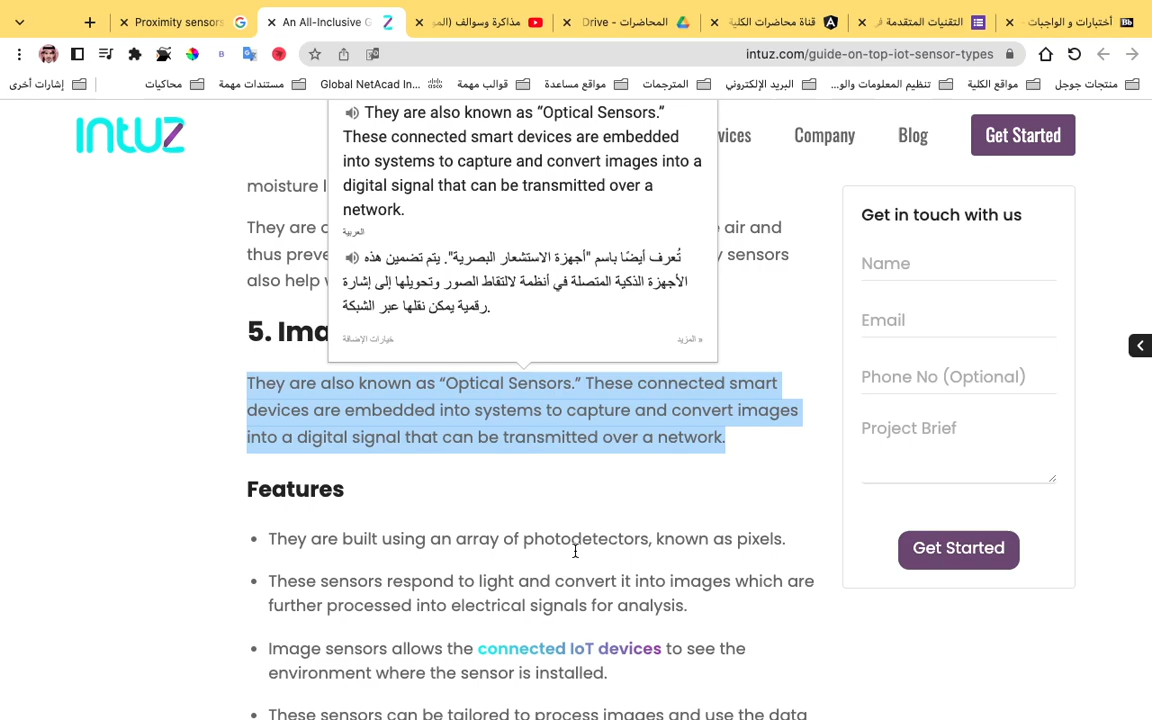 Proximity sensors
An All-Inclusive G
مذاكرة وسوالف (المو
المحاضرات - Drive
قناة محاضرات الكلية
التقنيات المتقدمة في
أختبارات و الواجبات
intuz.com/guide-on-top-iot-sensor-types
إشارات أخرى
محاكيات
مستندات مهمة
Global NetAcad In...
قوالب مهمة
مواقع مساعدة
المترجمات
البريد الإلكتروني
تنظيم المعلومات والو...
مواقع الكلية
منتجات جوجل
INTUZ
vices
Company
Blog
Get Started
They are also known as “Optical Sensors.”
These connected smart devices are embedded
into systems to capture and convert images into a
digital signal that can be transmitted over a
network.
العربية
تُعرف أيضًا باسم "أجهزة الاستشعار البصرية". يتم تضمين هذه
الأجهزة الذكية المتصلة في أنظمة لالتقاط الصور وتحويلها إلى إشارة
رقمية يمكن نقلها عبر الشبكة.
خيارات الإضافة
المزيد »
moisture l
They are c
e air and
thus preve
y sensors
also help w
5. Ima
They are also known as “Optical Sensors.” These connected smart
devices are embedded into systems to capture and convert images
into a digital signal that can be transmitted over a network.
Features
• They are built using an array of photodetectors, known as pixels.
• These sensors respond to light and convert it into images which are
further processed into electrical signals for analysis.
• Image sensors allows the connected IoT devices to see the
environment where the sensor is installed.
• These sensors can be tailored to process images and use the data
Get in touch with us
Name
Email
Phone No (Optional)
Project Brief
Get Started